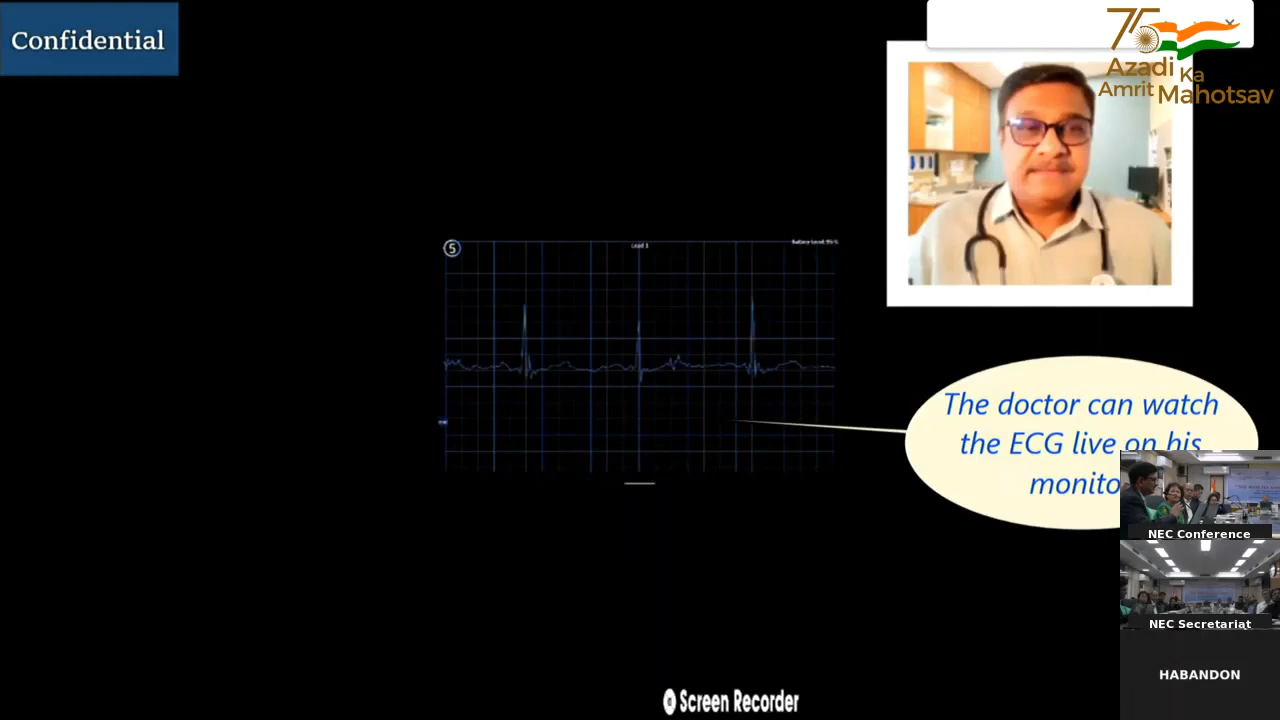 Confidential
75
Azadi
Ka
Amrit
Mahotsav
5
Lead 1
The doctor can watch
the ECG live on his
monito
NEC Conference
NEC Secretariat
HABANDON
Screen Recorder